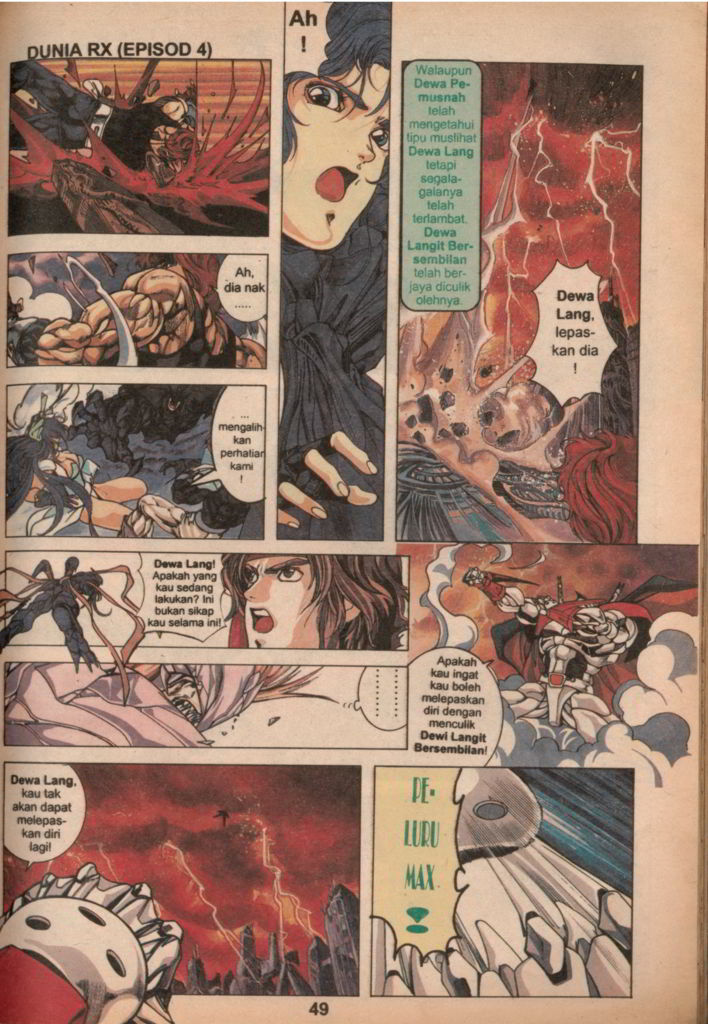 DUNIA RX (EPISOD 4)
Ah
!
Walaupun
Dewa Pe-
musnah
telah
mengetahui
tipu muslihat
Dewa Lang
tetapi
segala-
galanya
telah
terlambat.
Dewa
Langit Ber-
sembilan
telah ber-
jaya diculik
olehnya.
Dewa
Lang,
lepas-
kan dia
!
Ah,
dia nak
.....
...
mengalih-
kan
perhatian
kami
!
Dewa Lang!
Apakah yang
kau sedang
lakukan? Ini
bukan sikap
kau selama ini!
Apakah
kau ingat
kau boleh
melepaskan
diri dengan
menculik
Dewi Langit
Bersembilan!
Dewa Lang,
kau tak
akan dapat
melepas-
kan diri
lagi!
PE-
LURU
MAX
!
49